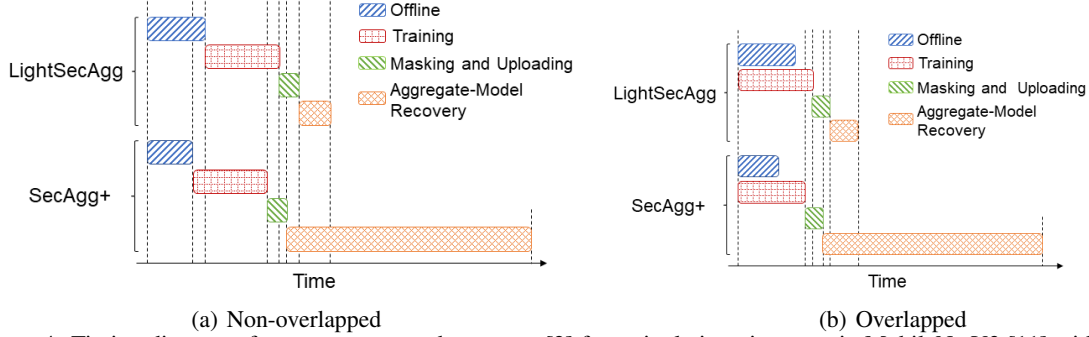 Offline
Training
Masking and Uploading
Aggregate-Model
Recovery
LightSecAgg
SecAgg+
Time
(a) Non-overlapped
Offline
Training
Masking and Uploading
Aggregate-Model
Recovery
LightSecAgg
SecAgg+
Time
(b) Overlapped